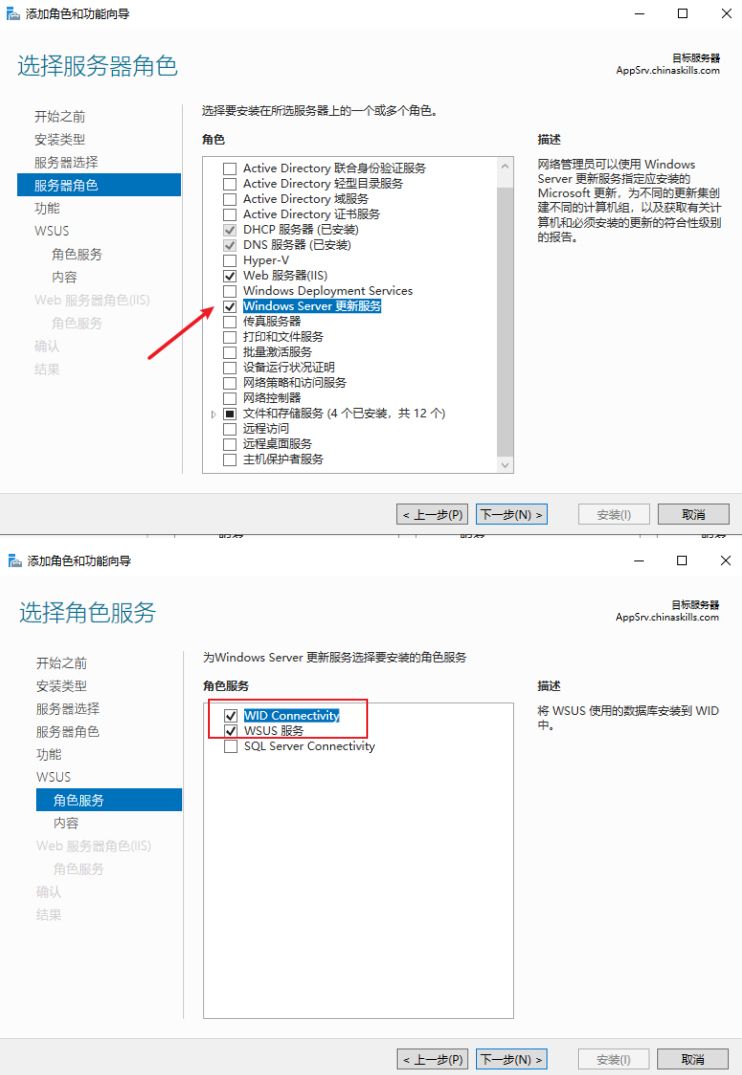 添加角色和功能向导
选择服务器角色
目标服务器
AppSrv.chinaskills.com
开始之前
安装类型
服务器选择
服务器角色
功能
WSUS
角色服务
内容
Web 服务器角色(IIS)
角色服务
确认
结果
选择要安装在所选服务器上的一个或多个角色。
角色
Active Directory 联合身份验证服务
Active Directory 轻型目录服务
Active Directory 域服务
Active Directory 证书服务
DHCP 服务器 (已安装)
DNS 服务器 (已安装)
Hyper-V
Web 服务器(IIS)
Windows Deployment Services
Windows Server 更新服务
传真服务器
打印和文件服务
批量激活服务
设备运行状况证明
网络策略和访问服务
网络控制器
文件和存储服务 (4 个已安装，共 12 个)
远程访问
远程桌面服务
主机保护者服务
描述
网络管理员可以使用 Windows
Server 更新服务指定应安装的
Microsoft 更新，为不同的更新集创
建不同的计算机组，以及获取有关计
算机和必须安装的更新的符合性级别
的报告。
< 上一步(P)
下一步(N) >
安装(I)
取消
添加角色和功能向导
选择角色服务
目标服务器
AppSrv.chinaskills.com
开始之前
安装类型
服务器选择
服务器角色
功能
WSUS
角色服务
内容
Web 服务器角色(IIS)
角色服务
确认
结果
为Windows Server 更新服务选择要安装的角色服务
角色服务
WID Connectivity
WSUS 服务
SQL Server Connectivity
描述
将 WSUS 使用的数据库安装到 WID
中。
< 上一步(P)
下一步(N) >
安装(I)
取消